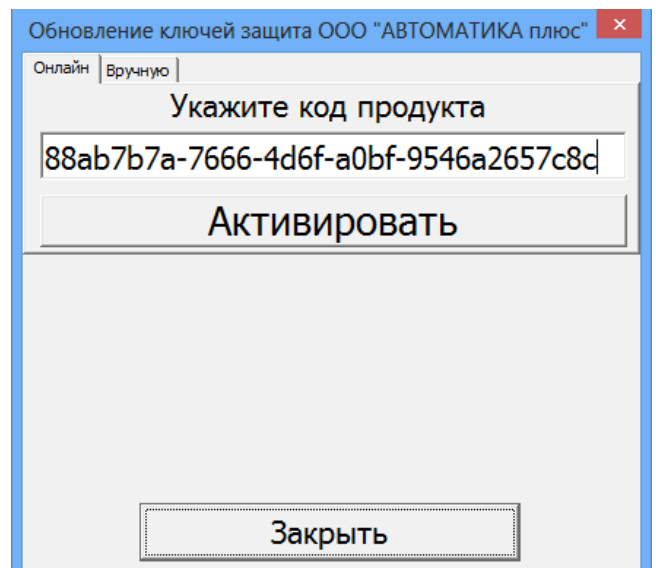 Обновление ключей защита ООО "АВТОМАТИКА плюс"
Онлайн Вручную
Укажите код продукта
88ab7b7a-7666-4d6f-a0bf-9546a2657c8c
Активировать
Закрыть